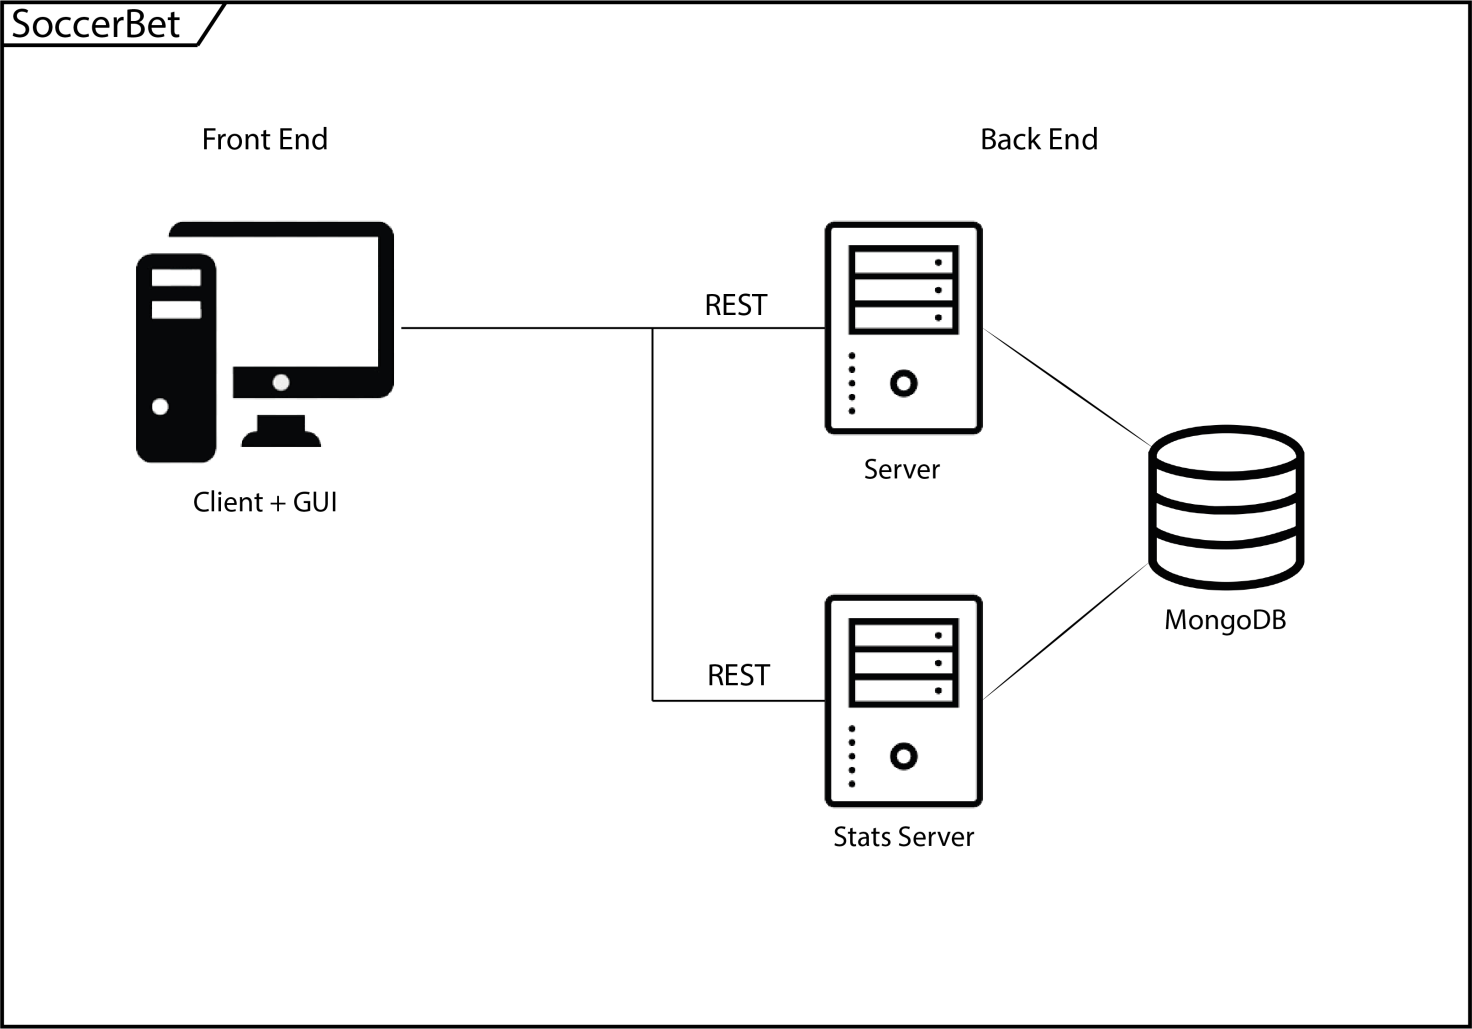 SoccerBet
Front End
Back End
REST
Server
Client + GUI
MongoDB
REST
Stats Server